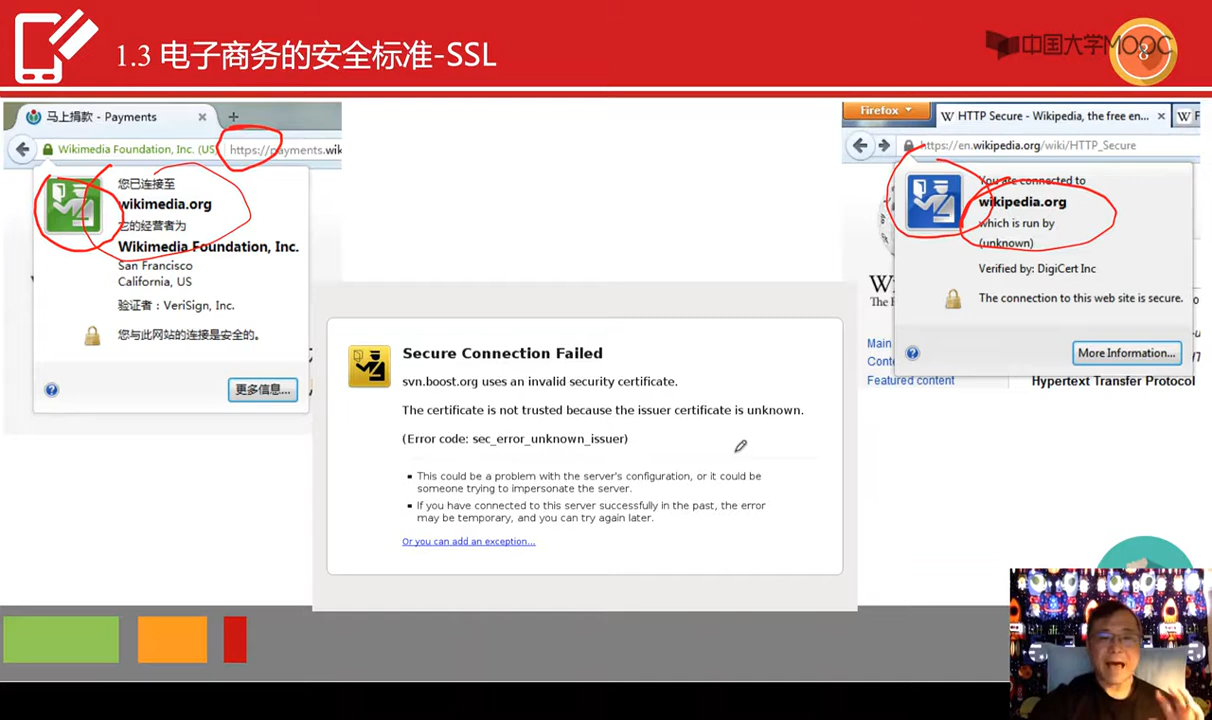 1.3 电子商务的安全标准-SSL
中国大学MOOC
8
马上捐款 - Payments
Wikimedia Foundation, Inc. (US)
https://payments.wik
您已连接至
wikimedia.org
它的经营者为
Wikimedia Foundation, Inc.
San Francisco
California, US
验证者：VeriSign, Inc.
您与此网站的连接是安全的。
更多信息...
Secure Connection Failed
svn.boost.org uses an invalid security certificate.
The certificate is not trusted because the issuer certificate is unknown.
(Error code: sec_error_unknown_issuer)
This could be a problem with the server's configuration, or it could be
someone trying to impersonate the server.
If you have connected to this server successfully in the past, the error
may be temporary, and you can try again later.
Or you can add an exception...
Firefox
HTTP Secure - Wikipedia, the free en...
https://en.wikipedia.org/wiki/HTTP_Secure
You are connected to
wikipedia.org
which is run by
(unknown)
Verified by: DigiCert Inc
The connection to this web site is secure.
More Information...
Main
Featured content
Hypertext Transfer Protocol